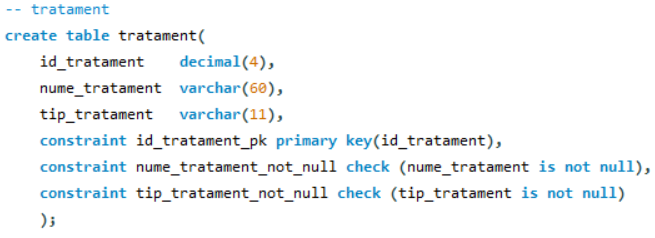 -- tratament
create table tratament(
    id_tratament    decimal(4),
    nume_tratament  varchar(60),
    tip_tratament   varchar(11),
    constraint id_tratament_pk primary key(id_tratament),
    constraint nume_tratament_not_null check (nume_tratament is not null),
    constraint tip_tratament_not_null check (tip_tratament is not null)
    );